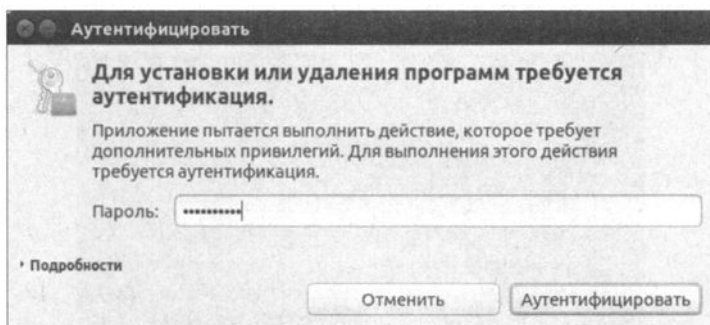 Аутентифицировать
Для установки или удаления программ требуется
аутентификация.
Приложение пытается выполнить действие, которое требует
дополнительных привилегий. Для выполнения этого действия
требуется аутентификация.
Пароль: ••••••••••
Подробности
Отменить Аутентифицировать